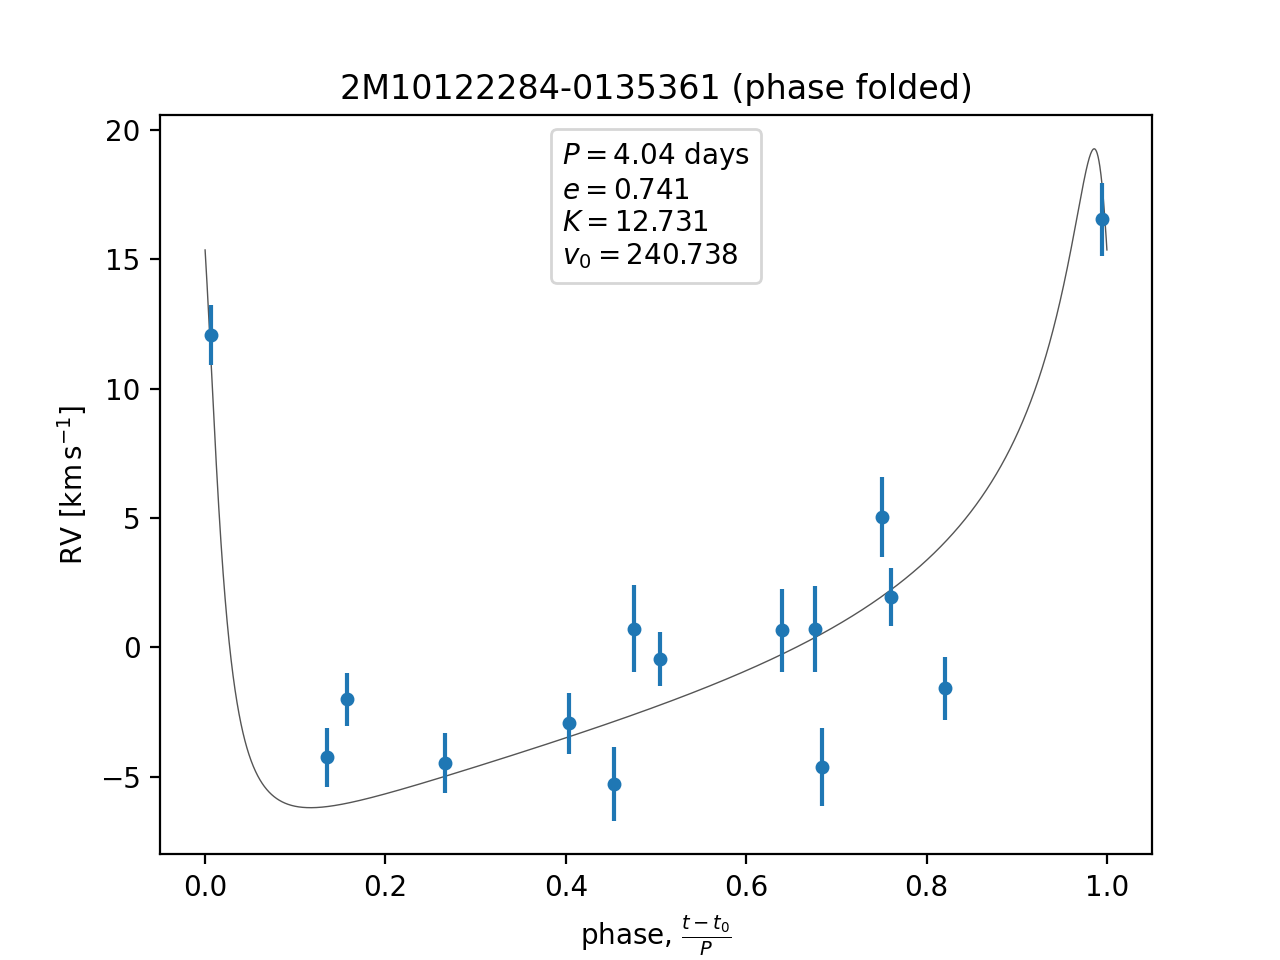 2M10122284-0135361 (phase folded)
P = 4.04 days
e = 0.741
K = 12.731
v₀ = 240.738
20
15
10
5
0
−5
RV [km s⁻¹]
0.0 0.2 0.4 0.6 0.8 1.0
phase, (t − t₀)/P